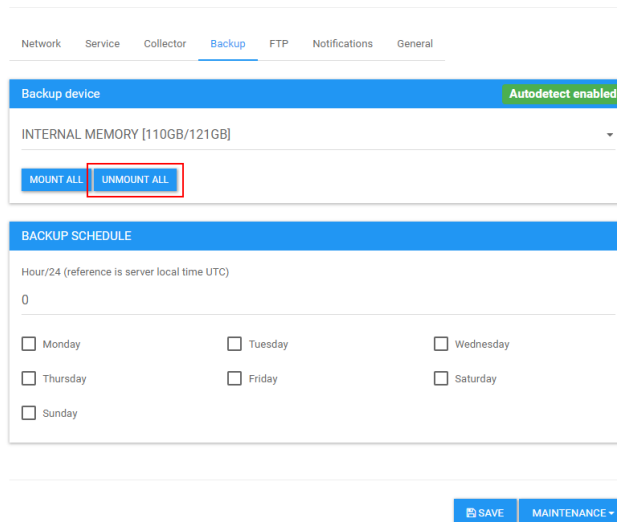 Network Service Collector Backup FTP Notifications General
Backup device Autodetect enabled
INTERNAL MEMORY [110GB/121GB]
MOUNT ALL UNMOUNT ALL
BACKUP SCHEDULE
Hour/24 (reference is server local time UTC)
0
Monday Tuesday Wednesday
Thursday Friday Saturday
Sunday
SAVE MAINTENANCE